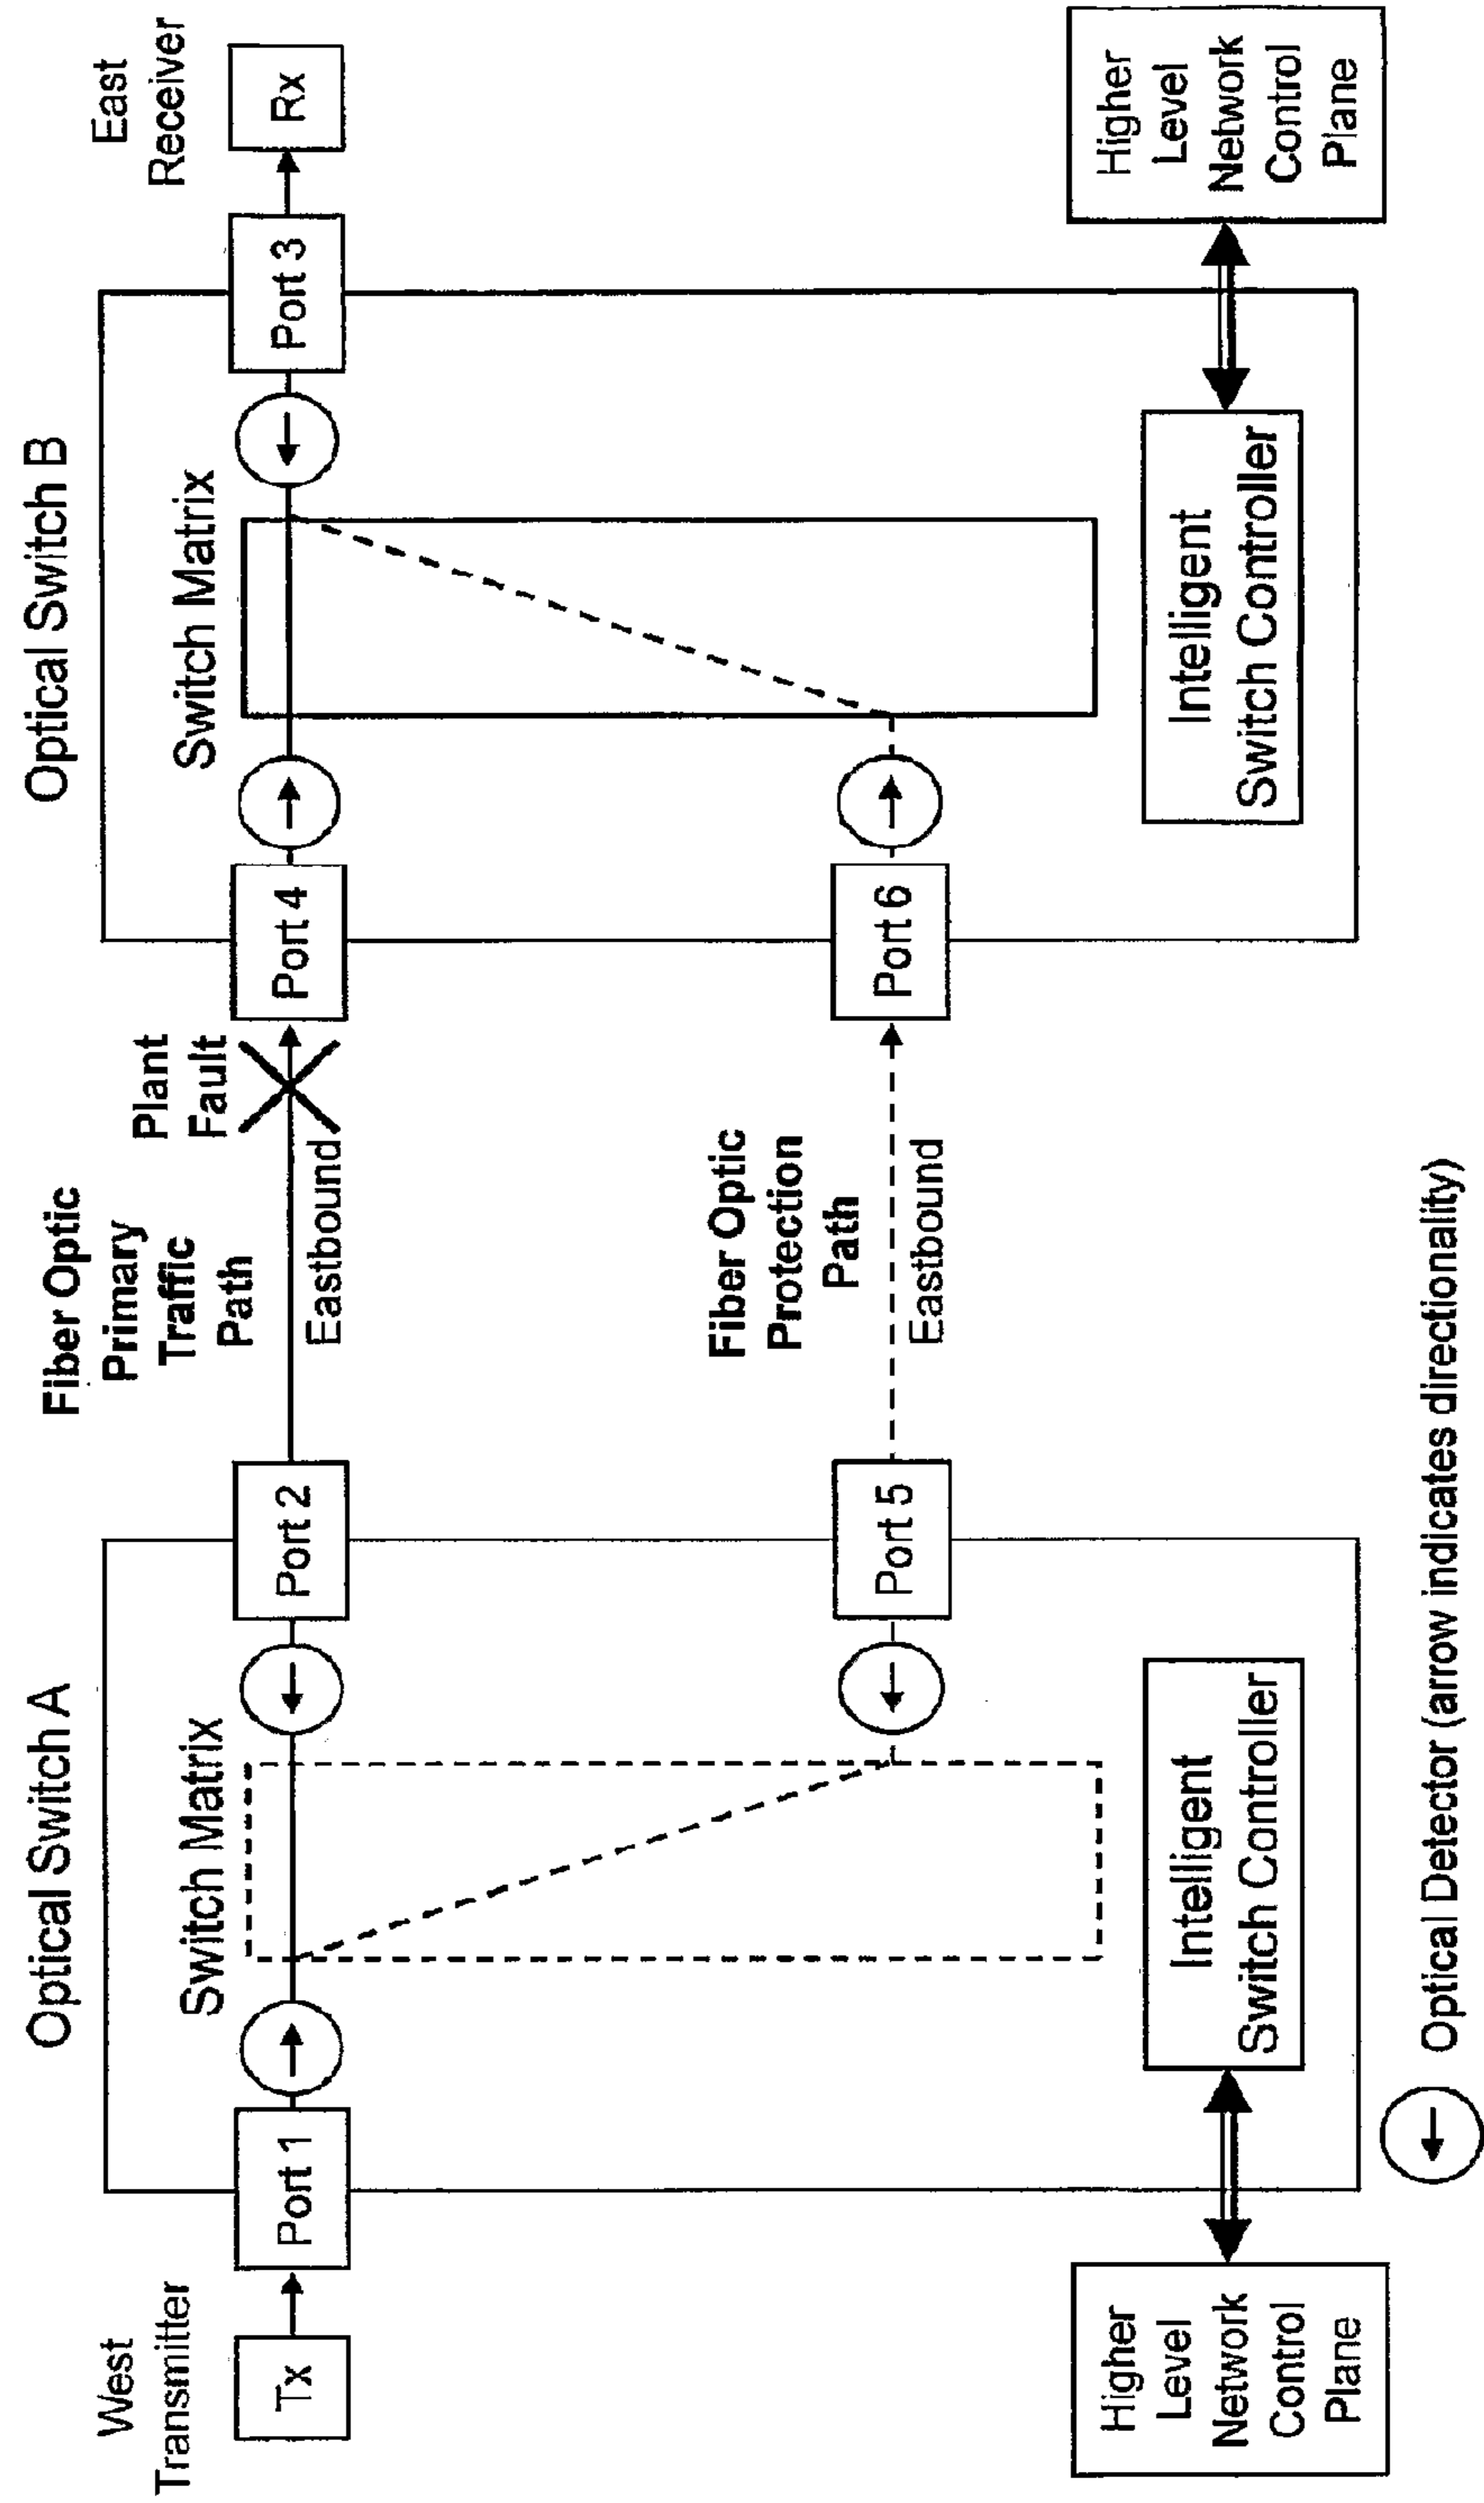 Optical Switch A
Optical Switch B
West
Transmitter
Tx
Port 1
Switch Matrix
Port 2
Fiber Optic
Primary
Traffic
Path
Eastbound
Plant
Fault
Port 4
Switch Matrix
Port 3
East
Receiver
Rx
Port 5
Fiber Optic
Protection
Path
Eastbound
Port 6
Higher
Level
Network
Control
Plane
Intelligent
Switch Controller
Intelligent
Switch Controller
Higher
Level
Network
Control
Plane
Optical Detector (arrow indicates directionality)